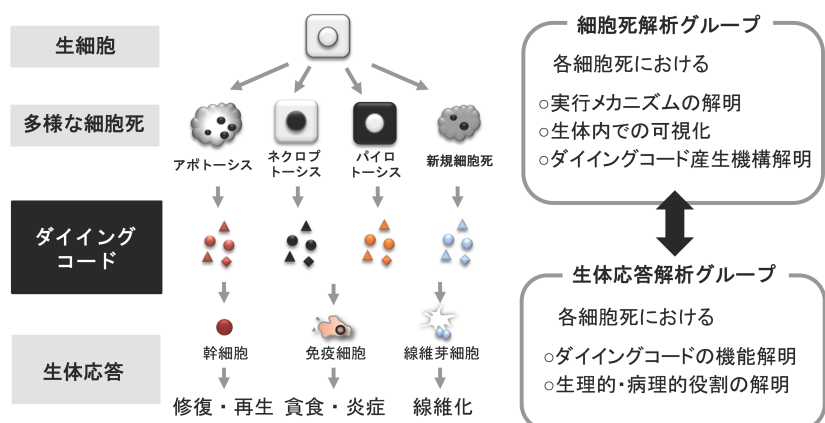 生細胞
多様な細胞死
アポトーシス
ネクロプ
トーシス
パイロ
トーシス
新規細胞死
ダイイング
コード
生体応答
幹細胞
免疫細胞
線維芽細胞
修復・再生
貪食・炎症
線維化
細胞死解析グループ
各細胞死における
○実行メカニズムの解明
○生体内での可視化
○ダイイングコード産生機構解明
生体応答解析グループ
各細胞死における
○ダイイングコードの機能解明
○生理的・病理的役割の解明